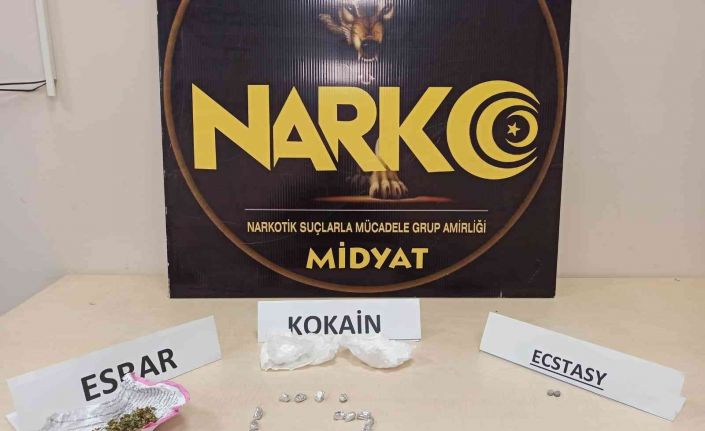 NARKO
NARKOTİK SUÇLARLA MÜCADELE GRUP AMİRLİĞİ
MİDYAT
KOKAİN
ESRAR
ECSTASY